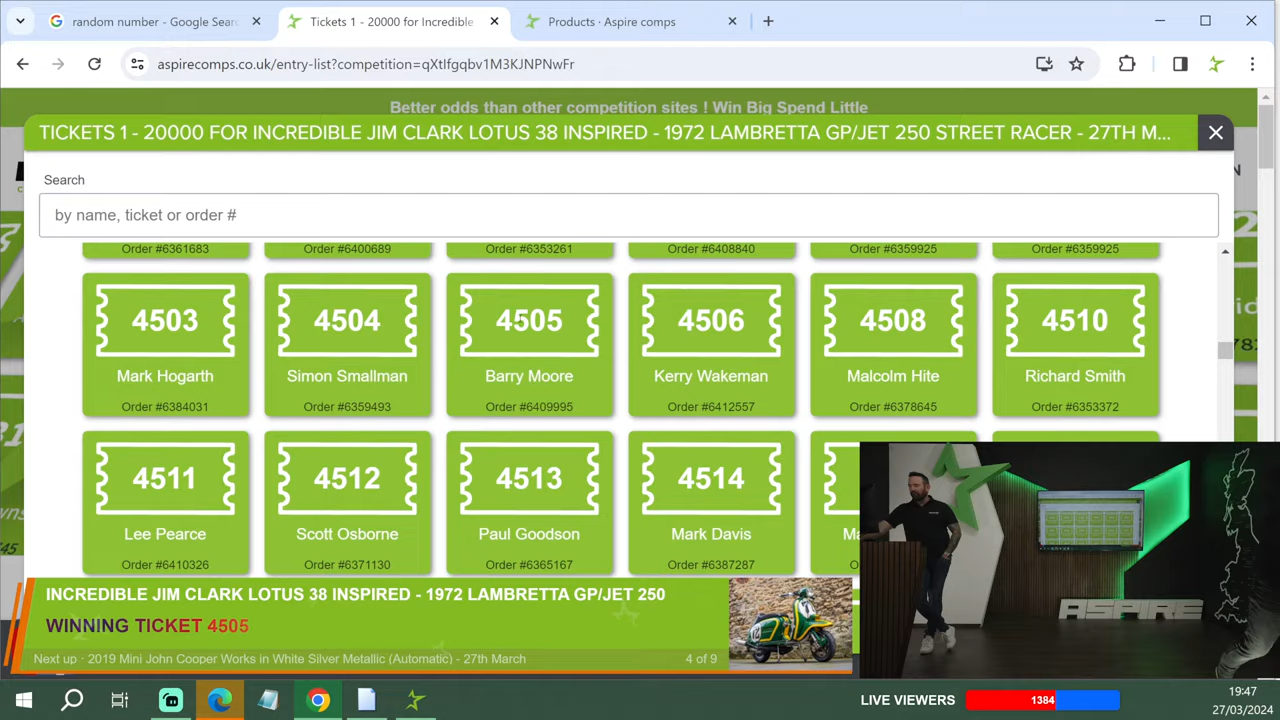 random number - Google Sear
Tickets 1 - 20000 for Incredible
Products · Aspire comps
aspirecomps.co.uk/entry-list?competition=qXtIfgqbv1M3KJNPNwFr
Better odds than other competition sites ! Win Big Spend Little
TICKETS 1 - 20000 FOR INCREDIBLE JIM CLARK LOTUS 38 INSPIRED - 1972 LAMBRETTA GP/JET 250 STREET RACER - 27TH M...
Search
by name, ticket or order #
Order #6361683 Order #6400689 Order #6353261 Order #6408840 Order #6359925 Order #6359925
4503 4504 4505 4506 4508 4510
Mark Hogarth Simon Smallman Barry Moore Kerry Wakeman Malcolm Hite Richard Smith
Order #6384031 Order #6359493 Order #6409995 Order #6412557 Order #6378645 Order #6353372
4511 4512 4513 4514
Lee Pearce Scott Osborne Paul Goodson Mark Davis
Order #6410326 Order #6371130 Order #6365167 Order #6387287
INCREDIBLE JIM CLARK LOTUS 38 INSPIRED - 1972 LAMBRETTA GP/JET 250
WINNING TICKET 4505
Next up · 2019 Mini John Cooper Works in White Silver Metallic (Automatic) - 27th March 4 of 9
ASPIRE
LIVE VIEWERS 1384
19:47
27/03/2024